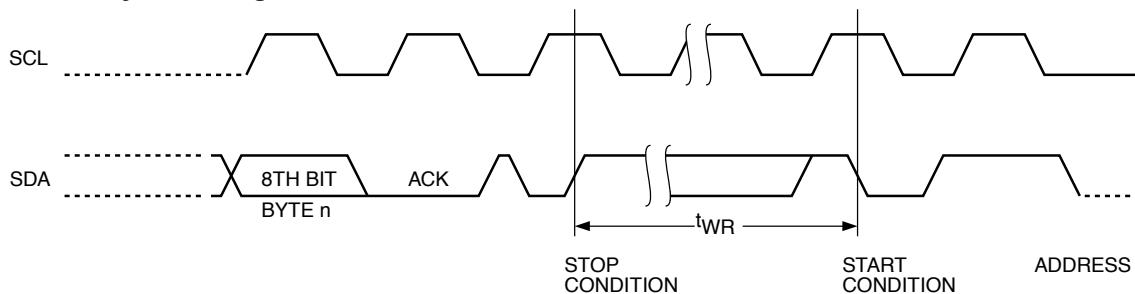 SCL
SDA
8TH BIT
ACK
BYTE n
tWR
STOP
CONDITION
START
CONDITION
ADDRESS